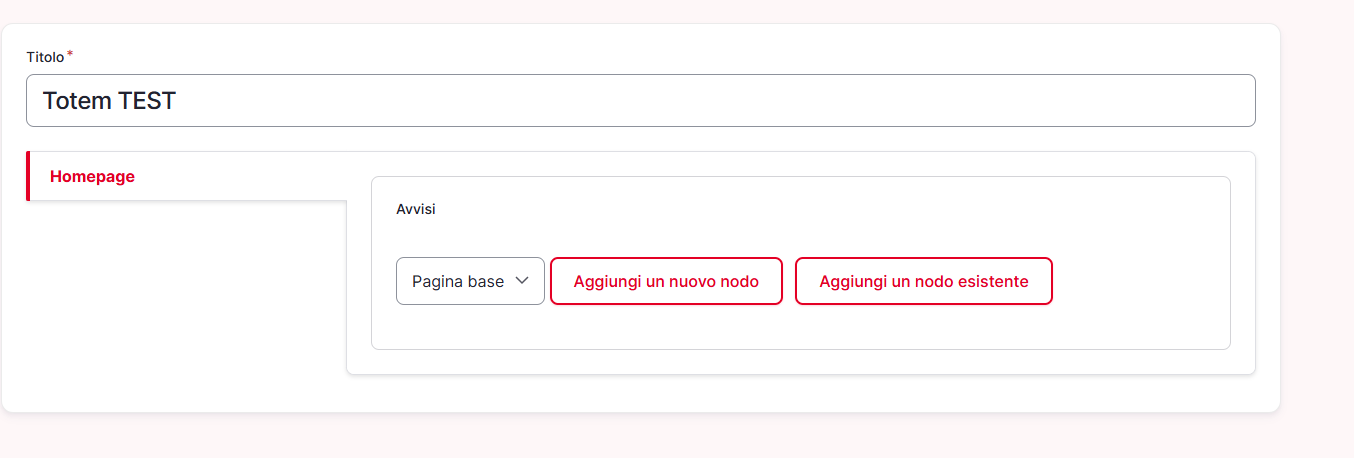 Titolo*
Totem TEST
Homepage
Avvisi
Pagina base Aggiungi un nuovo nodo Aggiungi un nodo esistente